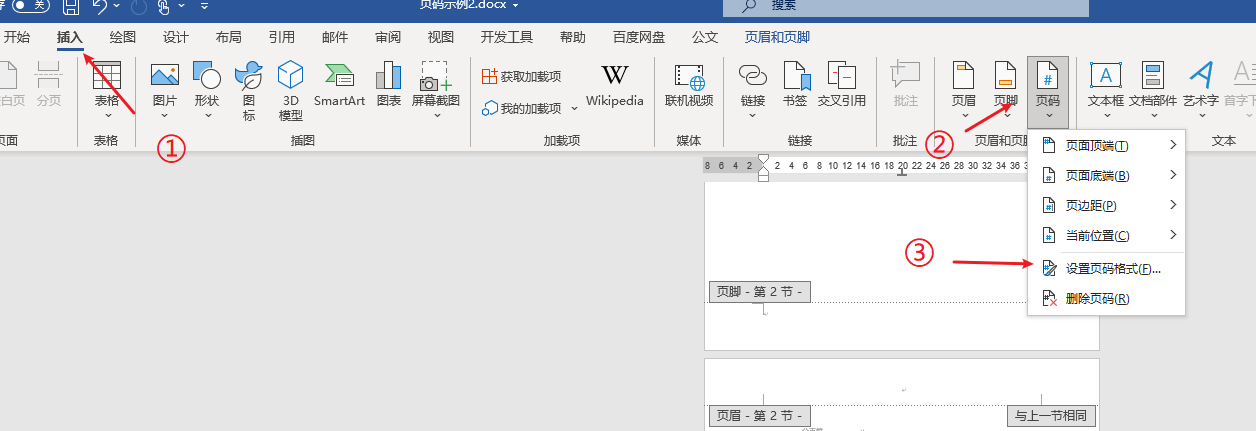 关
页码示例2.docx
搜索
开始 插入 绘图 设计 布局 引用 邮件 审阅 视图 开发工具 帮助 百度网盘 公文 页眉和页脚
空白页 分页 表格 图片 形状 图标 3D模型 SmartArt 图表 屏幕截图 获取加载项 我的加载项 W Wikipedia 联机视频 链接 书签 交叉引用 批注 页眉 页脚 页码 文本框 文档部件 艺术字 首字下
页面 表格 插图 加载项 媒体 链接 批注 页眉和页脚 文本
① ② ③
8 6 4 2 2 4 6 8 10 12 14 16 18 20 22 24 26 28 30 32 34 36
页面顶端(T)
页面底端(B)
页边距(P)
当前位置(C)
设置页码格式(F)...
删除页码(R)
页脚 - 第 2 节 -
页眉 - 第 2 节 -
与上一节相同